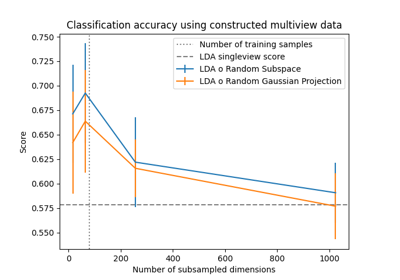 Classification accuracy using constructed multiview data
Number of training samples
LDA singleview score
LDA o Random Subspace
LDA o Random Gaussian Projection
Score
0.750
0.725
0.700
0.675
0.650
0.625
0.600
0.575
0.550
0 200 400 600 800 1000
Number of subsampled dimensions